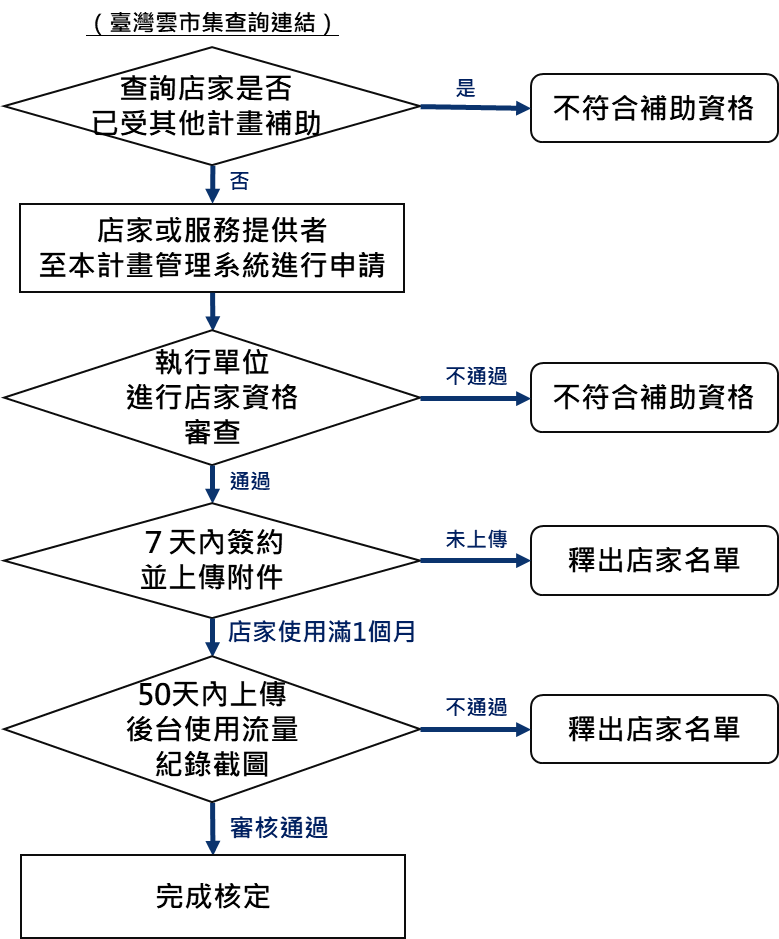 （臺灣雲市集查詢連結）
查詢店家是否
已受其他計畫補助
是
不符合補助資格
否
店家或服務提供者
至本計畫管理系統進行申請
執行單位
進行店家資格
審查
不通過
不符合補助資格
通過
7 天內簽約
並上傳附件
未上傳
釋出店家名單
店家使用滿1個月
50天內上傳
後台使用流量
紀錄截圖
不通過
釋出店家名單
審核通過
完成核定